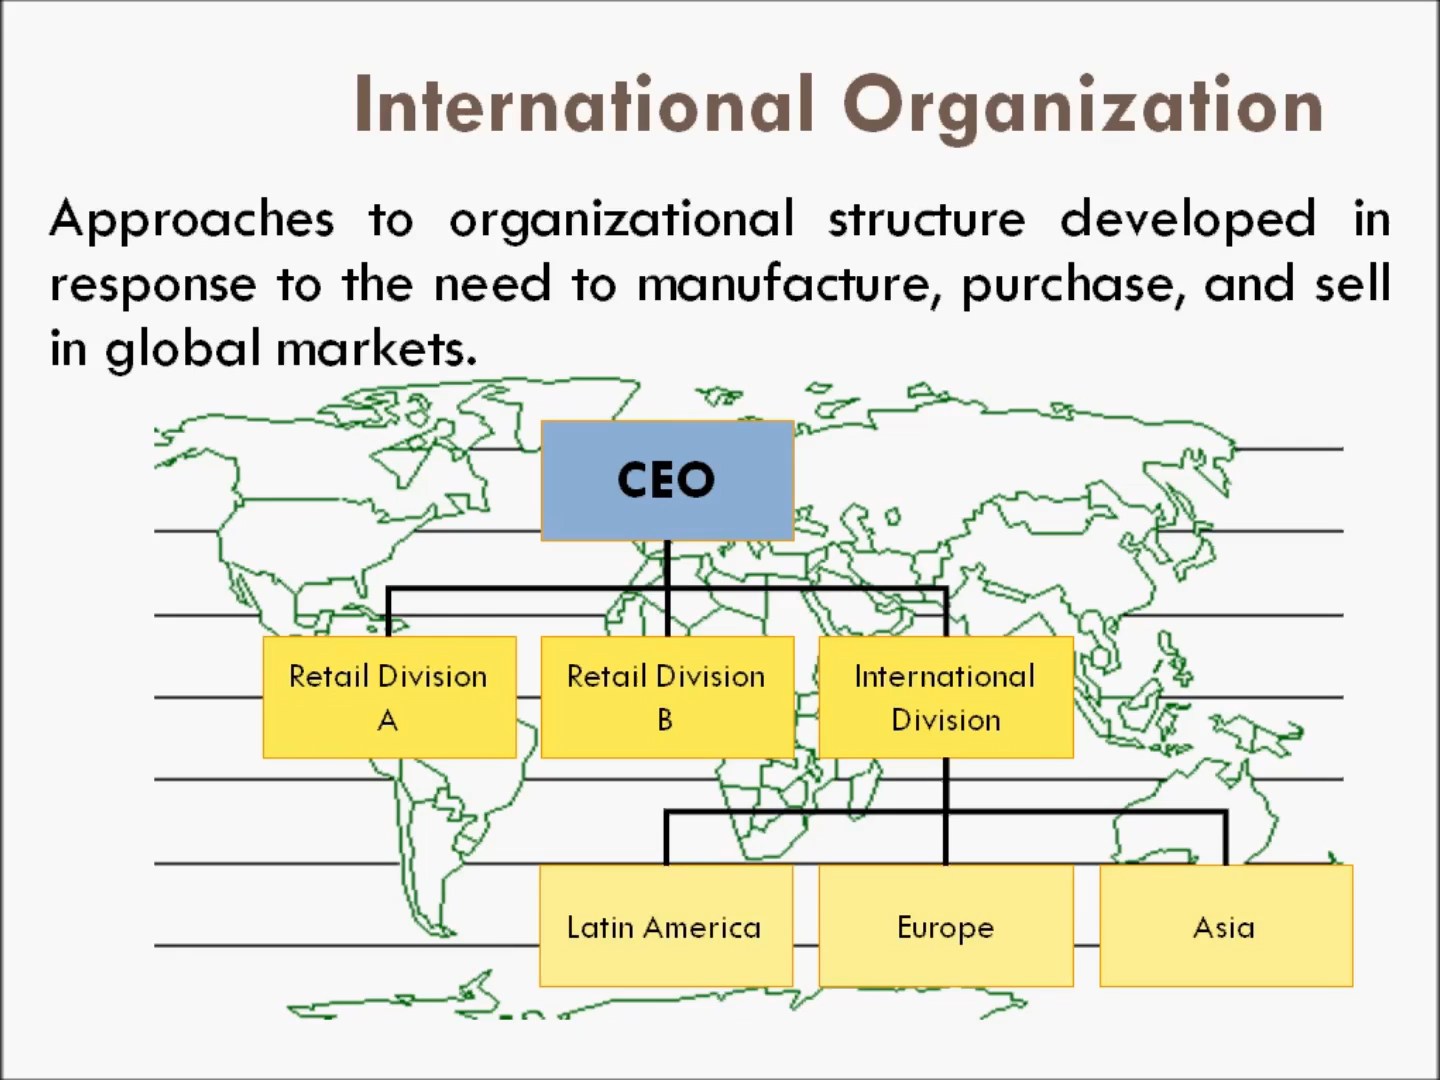 International Organization
Approaches to organizational structure developed in
response to the need to manufacture, purchase, and sell
in global markets.
CEO
Retail Division
A
Retail Division
B
International
Division
Latin America
Europe
Asia